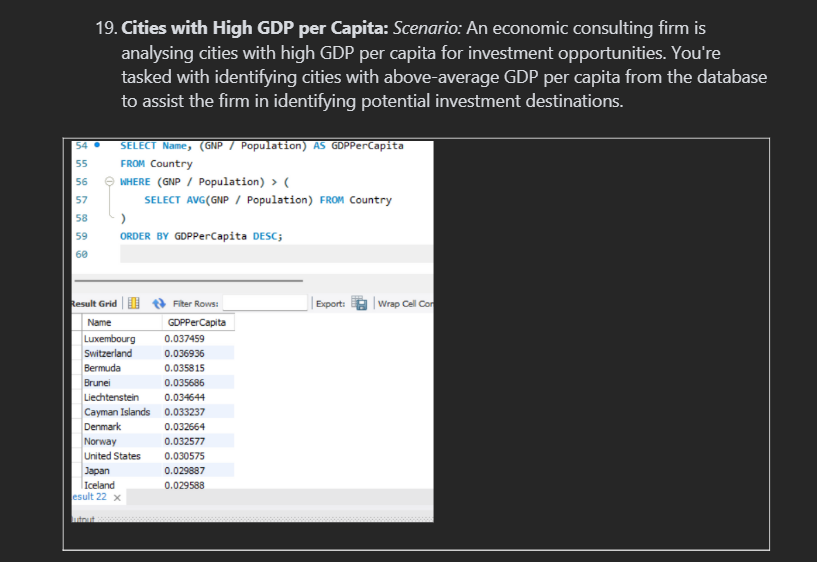 19. Cities with High GDP per Capita: Scenario: An economic consulting firm is
analysing cities with high GDP per capita for investment opportunities. You're
tasked with identifying cities with above-average GDP per capita from the database
to assist the firm in identifying potential investment destinations.
54 SELECT Name, (GNP / Population) AS GDPPerCapita
55 FROM Country
56 WHERE (GNP / Population) > (
57 SELECT AVG(GNP / Population) FROM Country
58 )
59 ORDER BY GDPPerCapita DESC;
60
Result Grid Filter Rows: Export: Wrap Cell Cor
Name GDPPerCapita
Luxembourg 0.037459
Switzerland 0.036936
Bermuda 0.035815
Brunei 0.035686
Liechtenstein 0.034644
Cayman Islands 0.033237
Denmark 0.032664
Norway 0.032577
United States 0.030575
Japan 0.029887
Iceland 0.029588
esult 22 x
utput